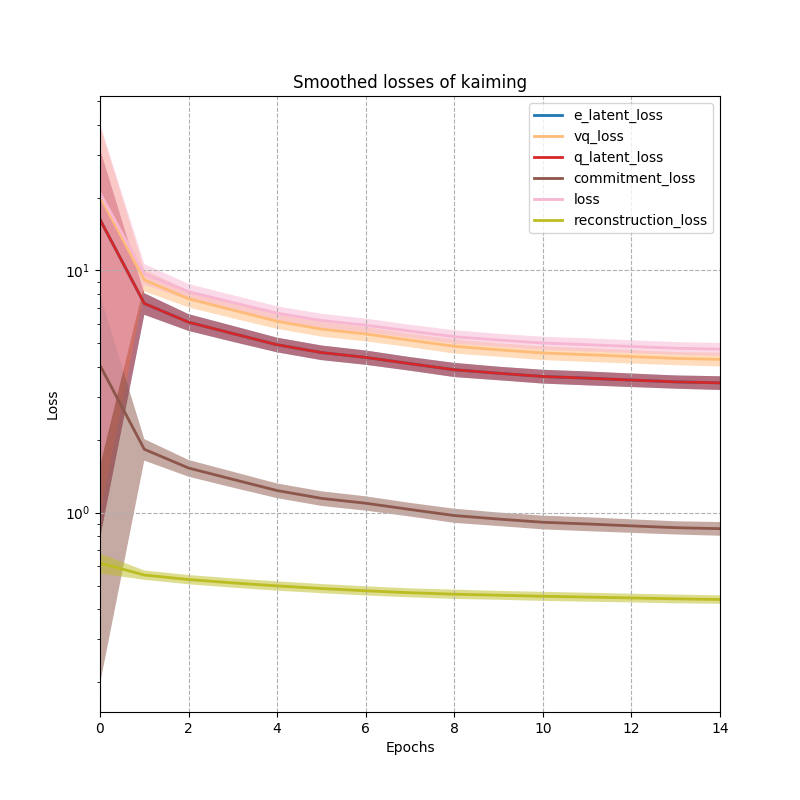 Smoothed losses of kaiming
e_latent_loss
vq_loss
q_latent_loss
commitment_loss
loss
reconstruction_loss
10¹
10⁰
Loss
0 2 4 6 8 10 12 14
Epochs